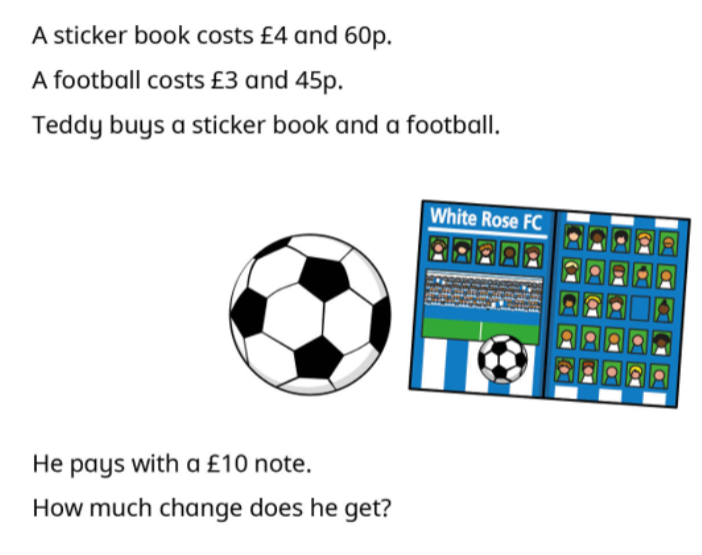 A sticker book costs £4 and 60p.
A football costs £3 and 45p.
Teddy buys a sticker book and a football.
White Rose FC
He pays with a £10 note.
How much change does he get?